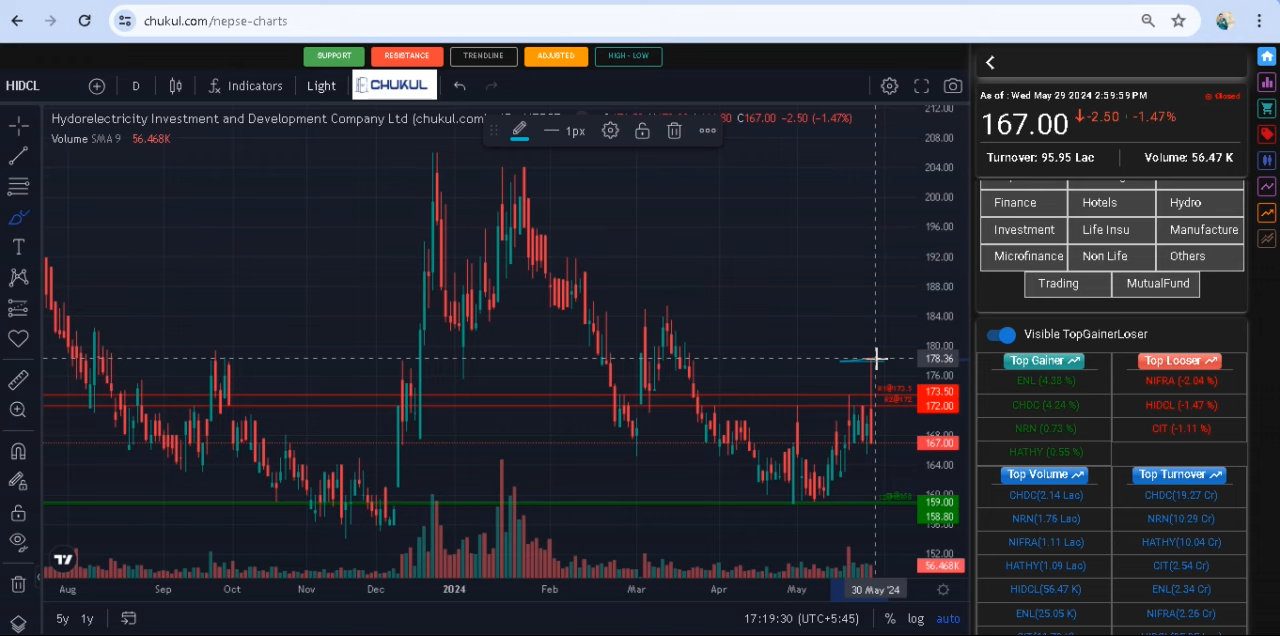 chukul.com/nepse-charts
SUPPORT RESISTANCE TRENDLINE ADJUSTED HIGH - LOW
HIDCL D Indicators Light CHUKUL
Hydorelectricity Investment and Development Company Ltd (chukul.com) C167.00 −2.50 (−1.47%)
Volume SMA 9 56.468K
1px
212.00
208.00
204.00
200.00
196.00
192.00
188.00
184.00
180.00
178.36
176.00
173.50
172.00
168.00
167.00
164.00
159.00
158.80
156.00
152.00
56.468K
Aug Sep Oct Nov Dec 2024 Feb Mar Apr May 30 May '24
5y 1y 17:19:30 (UTC+5:45) % log auto
As of : Wed May 29 2024 2:59:59 PM Closed
167.00 -2.50 -1.47%
Turnover: 95.95 Lac Volume: 56.47 K
Finance Hotels Hydro
Investment Life Insu Manufacture
Microfinance Non Life Others
Trading MutualFund
Visible TopGainerLoser
Top Gainer Top Looser
ENL (4.38 %) NIFRA (-2.04 %)
CHDC (4.24 %) HIDCL (-1.47 %)
NRN (0.73 %) CIT (-1.11 %)
HATHY (0.55 %)
Top Volume Top Turnover
CHDC(2.14 Lac) CHDC(19.27 Cr)
NRN(1.76 Lac) NRN(10.29 Cr)
NIFRA(1.11 Lac) HATHY(10.04 Cr)
HATHY(1.09 Lac) CIT(2.54 Cr)
HIDCL(56.47 K) ENL(2.34 Cr)
ENL(25.05 K) NIFRA(2.26 Cr)